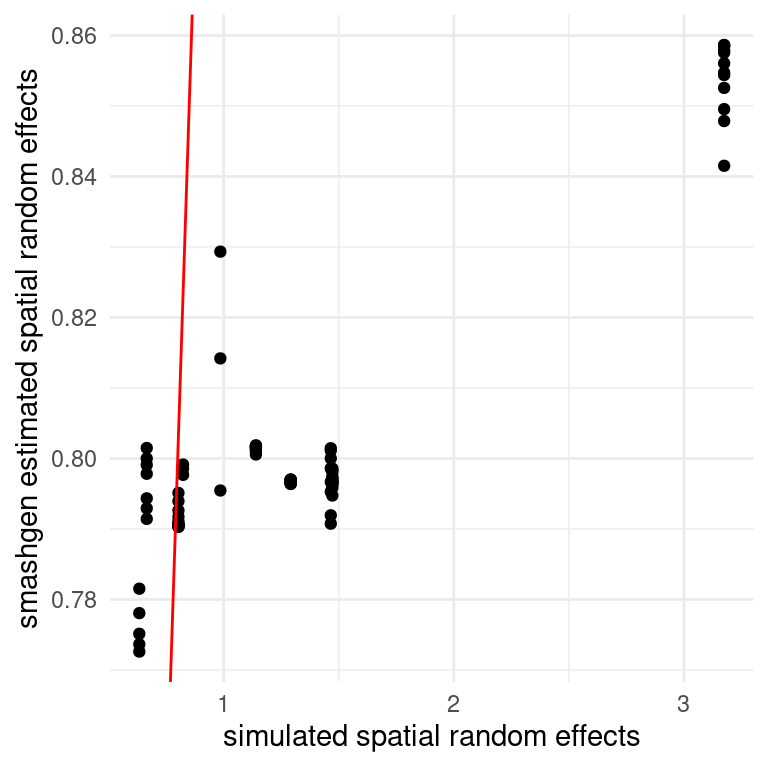 smashgen estimated spatial random effects
0.86
0.84
0.82
0.80
0.78
1 2 3
simulated spatial random effects